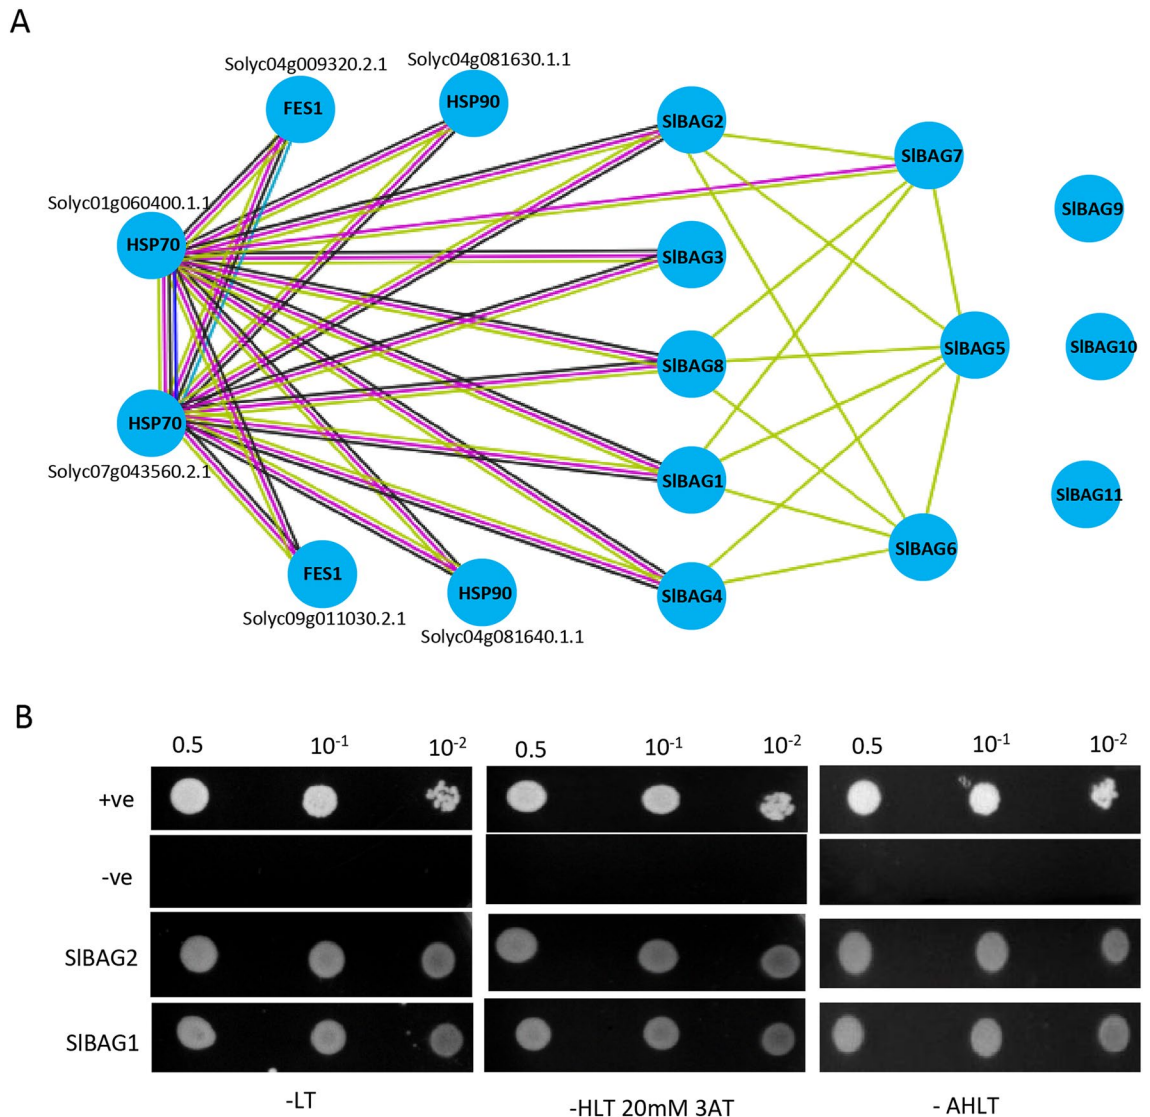 A
Solyc04g009320.2.1
Solyc04g081630.1.1
FES1
HSP90
SlBAG2
SlBAG7
Solyc01g060400.1.1
SlBAG9
HSP70
SlBAG3
SlBAG8
SlBAG5
SlBAG10
HSP70
Solyc07g043560.2.1
SlBAG1
SlBAG11
SlBAG6
FES1
HSP90
SlBAG4
Solyc09g011030.2.1
Solyc04g081640.1.1
B
0.5 10-1 10-2 0.5 10-1 10-2 0.5 10-1 10-2
+ve
-ve
SlBAG2
SlBAG1
-LT -HLT 20mM 3AT - AHLT